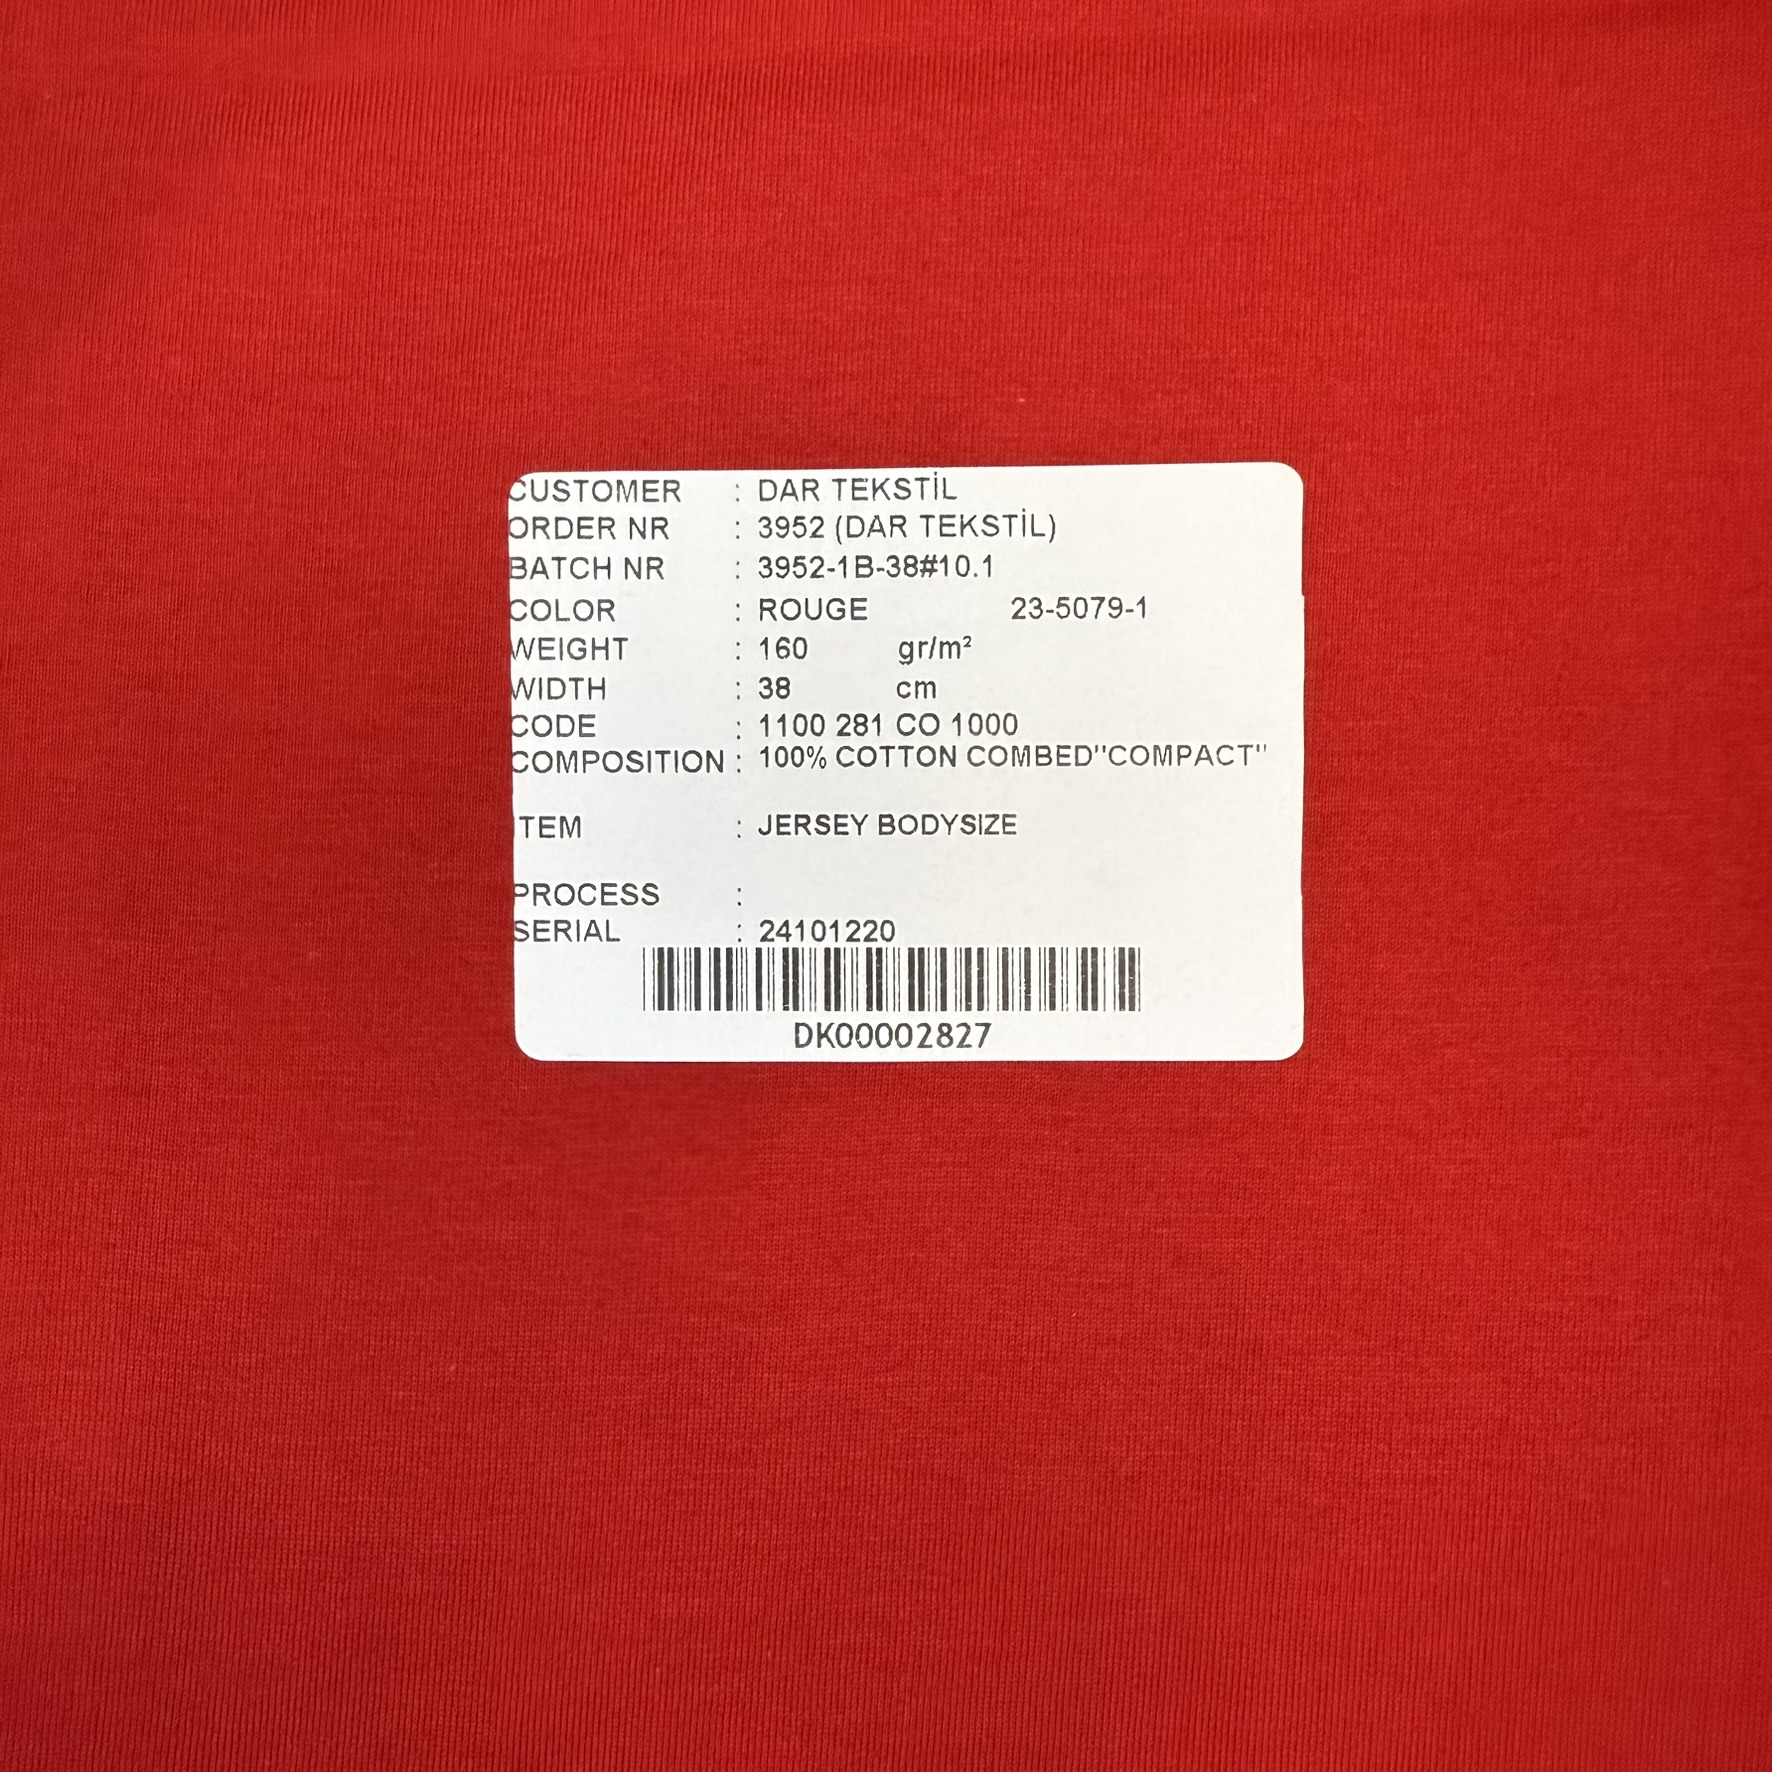 CUSTOMER : DAR TEKSTİL
ORDER NR : 3952 (DAR TEKSTİL)
BATCH NR : 3952-1B-38#10.1
COLOR : ROUGE 23-5079-1
WEIGHT : 160 gr/m²
WIDTH : 38 cm
CODE : 1100 281 CO 1000
COMPOSITION : 100% COTTON COMBED"COMPACT"
ITEM : JERSEY BODYSIZE
PROCESS :
SERIAL : 24101220
DK00002827